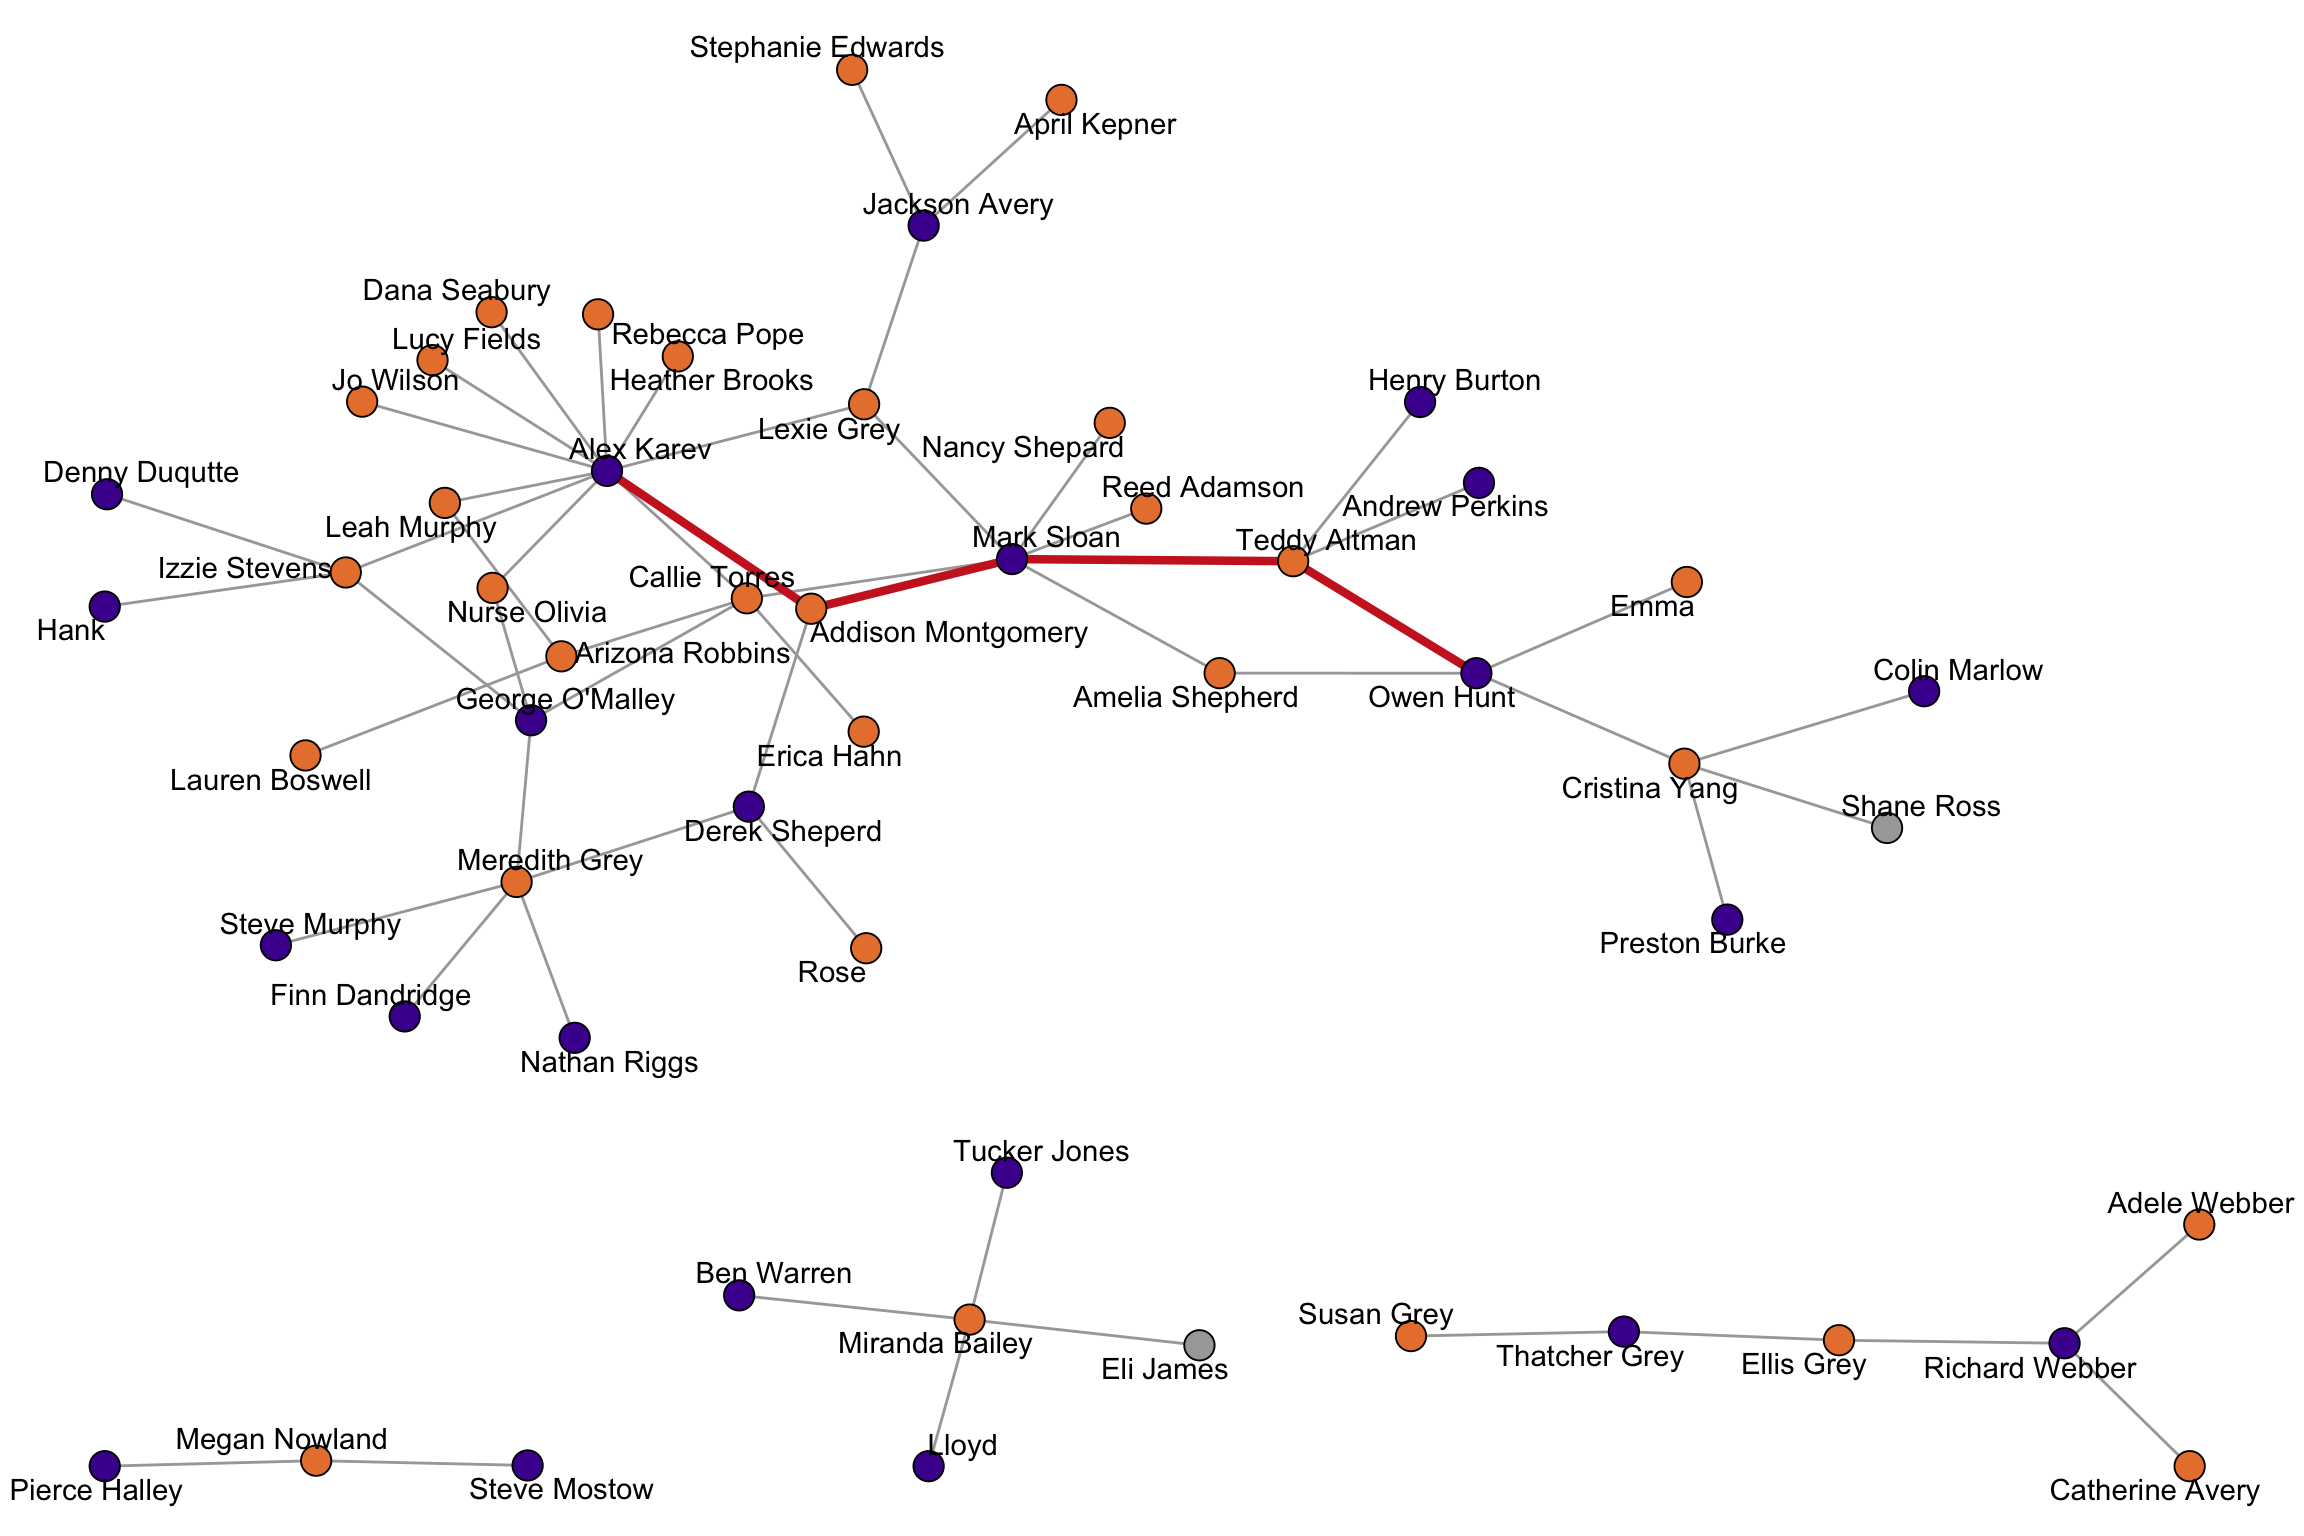 Stephanie Edwards
April Kepner
Jackson Avery
Dana Seabury
Rebecca Pope
Lucy Fields
Jo Wilson
Heather Brooks
Henry Burton
Lexie Grey
Alex Karev
Nancy Shepard
Denny Duqutte
Reed Adamson
Andrew Perkins
Leah Murphy
Mark Sloan
Teddy Altman
Izzie Stevens
Callie Torres
Emma
Nurse Olivia
Hank
Addison Montgomery
Arizona Robbins
Colin Marlow
George O'Malley
Amelia Shepherd
Owen Hunt
Erica Hahn
Lauren Boswell
Cristina Yang
Shane Ross
Derek Sheperd
Meredith Grey
Steve Murphy
Preston Burke
Rose
Finn Dandridge
Nathan Riggs
Tucker Jones
Adele Webber
Ben Warren
Susan Grey
Miranda Bailey
Thatcher Grey
Ellis Grey
Richard Webber
Eli James
Megan Nowland
Lloyd
Pierce Halley
Steve Mostow
Catherine Avery